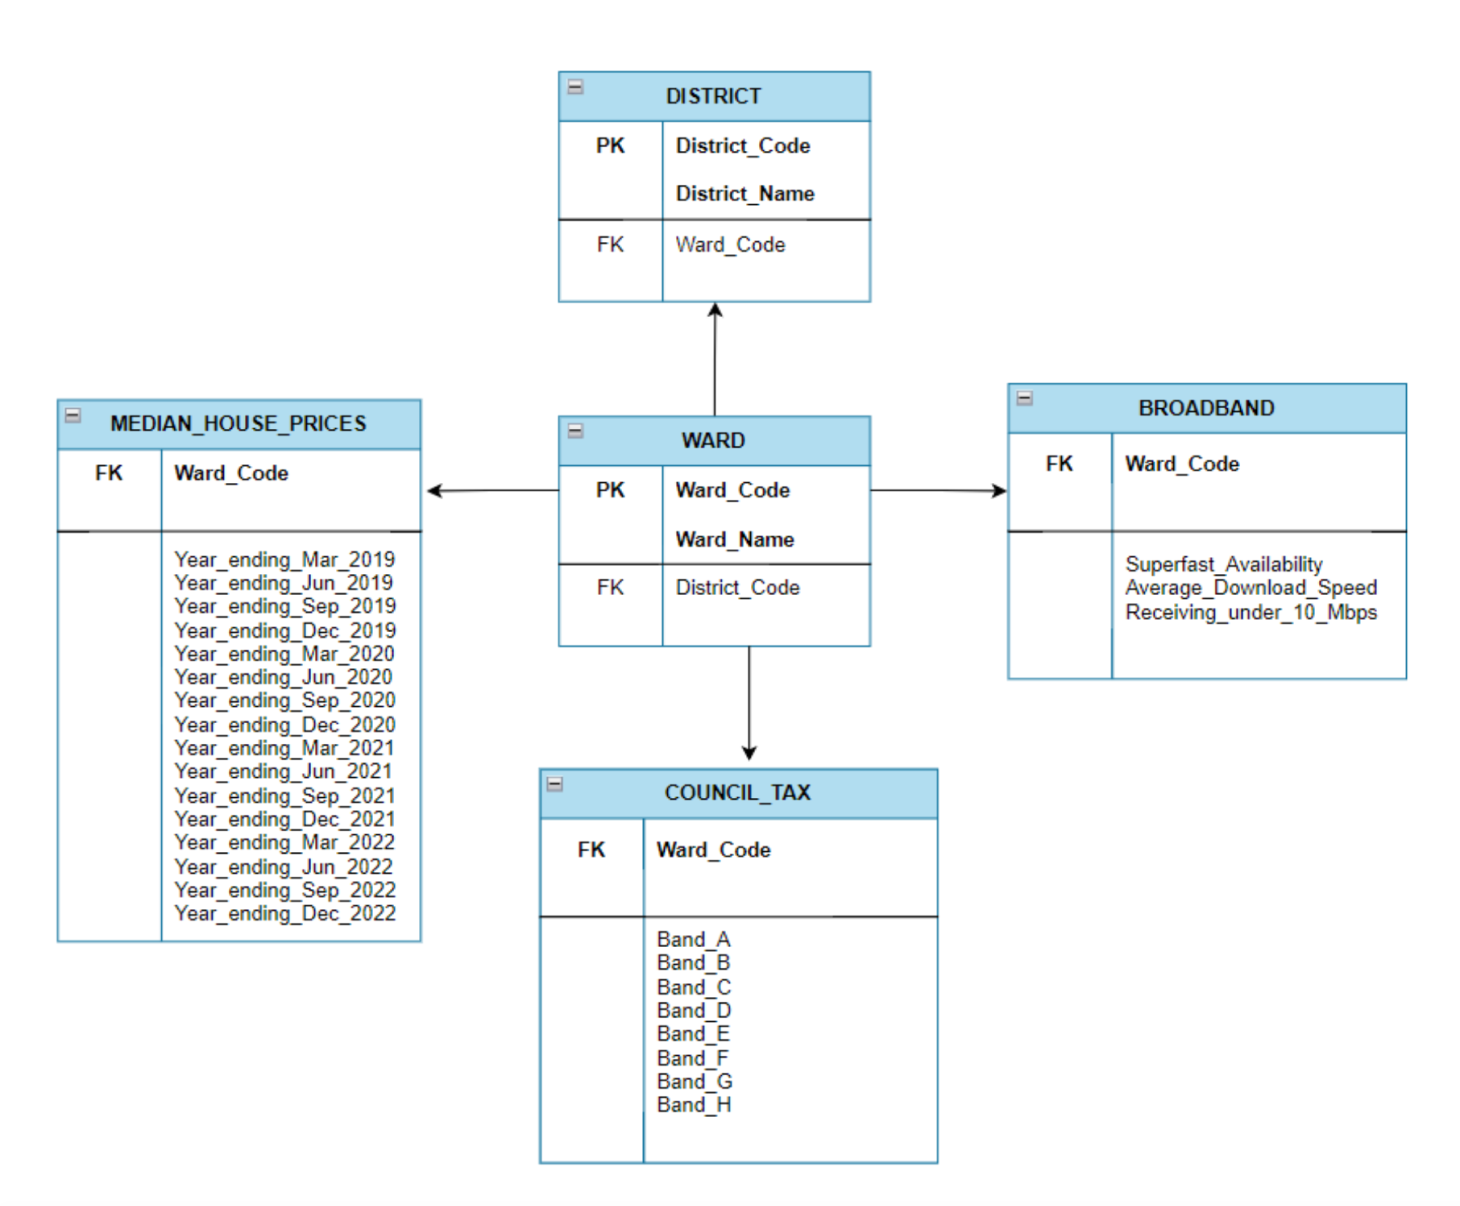 DISTRICT
PK District_Code
District_Name
FK Ward_Code
MEDIAN_HOUSE_PRICES
FK Ward_Code
Year_ending_Mar_2019
Year_ending_Jun_2019
Year_ending_Sep_2019
Year_ending_Dec_2019
Year_ending_Mar_2020
Year_ending_Jun_2020
Year_ending_Sep_2020
Year_ending_Dec_2020
Year_ending_Mar_2021
Year_ending_Jun_2021
Year_ending_Sep_2021
Year_ending_Dec_2021
Year_ending_Mar_2022
Year_ending_Jun_2022
Year_ending_Sep_2022
Year_ending_Dec_2022
WARD
PK Ward_Code
Ward_Name
FK District_Code
BROADBAND
FK Ward_Code
Superfast_Availability
Average_Download_Speed
Receiving_under_10_Mbps
COUNCIL_TAX
FK Ward_Code
Band_A
Band_B
Band_C
Band_D
Band_E
Band_F
Band_G
Band_H